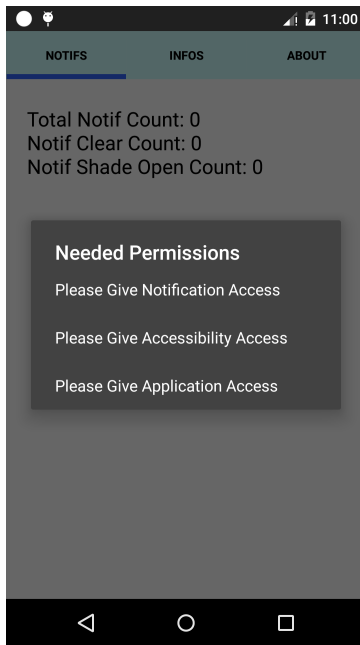 11:00
NOTIFS INFOS ABOUT
Total Notif Count: 0
Notif Clear Count: 0
Notif Shade Open Count: 0
Needed Permissions
Please Give Notification Access
Please Give Accessibility Access
Please Give Application Access